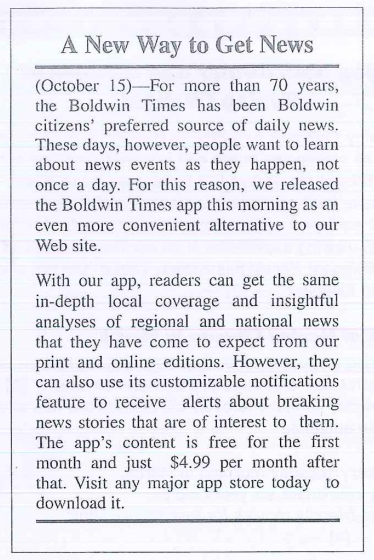 A New Way to Get News
(October 15)—For more than 70 years,
the Boldwin Times has been Boldwin
citizens' preferred source of daily news.
These days, however, people want to learn
about news events as they happen, not
once a day. For this reason, we released
the Boldwin Times app this morning as an
even more convenient alternative to our
Web site.
With our app, readers can get the same
in-depth local coverage and insightful
analyses of regional and national news
that they have come to expect from our
print and online editions. However, they
can also use its customizable notifications
feature to receive alerts about breaking
news stories that are of interest to them.
The app's content is free for the first
month and just $4.99 per month after
that. Visit any major app store today to
download it.